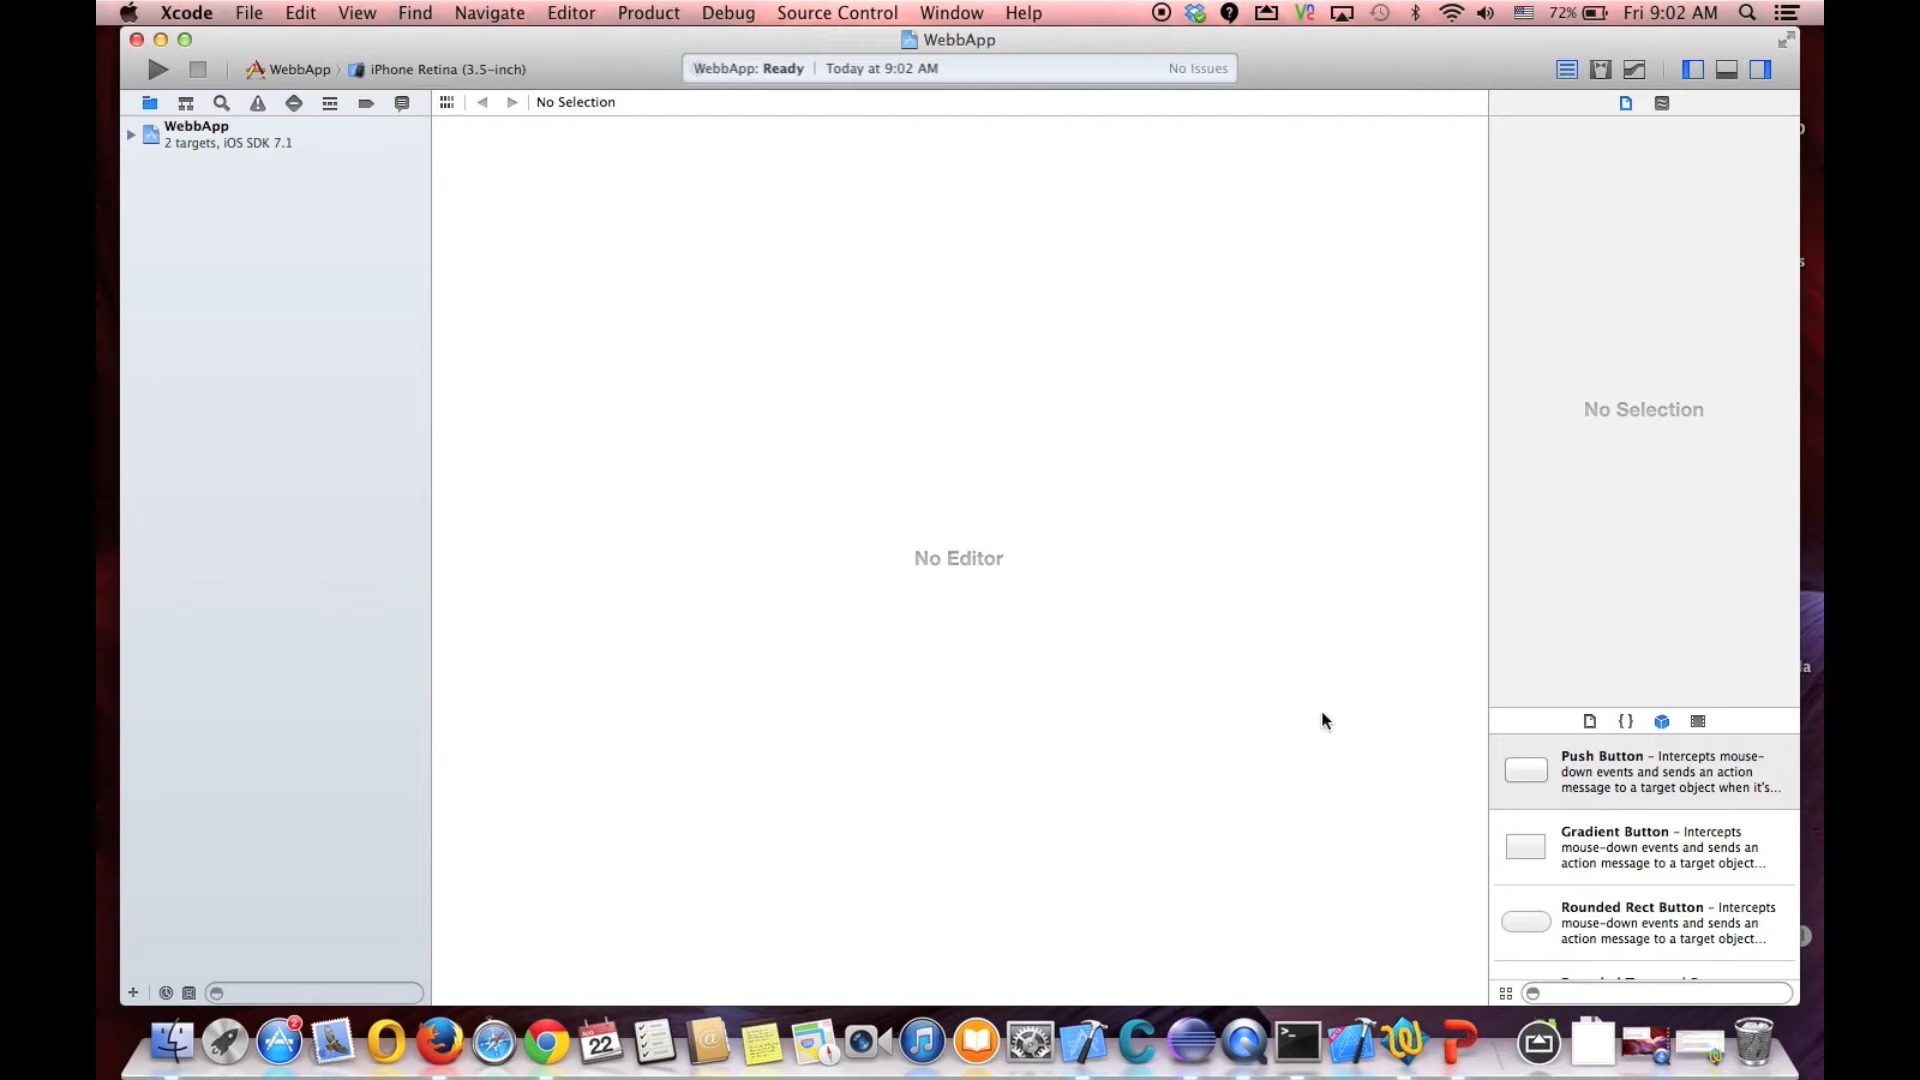 Xcode File Edit View Find Navigate Editor Product Debug Source Control Window Help 72% Fri 9:02 AM
WebbApp
WebbApp iPhone Retina (3.5-inch) WebbApp: Ready | Today at 9:02 AM No Issues
No Selection
WebbApp
2 targets, iOS SDK 7.1
No Selection
No Editor
Push Button – Intercepts mouse-
down events and sends an action
message to a target object when it's...
Gradient Button – Intercepts
mouse-down events and sends an
action message to a target object...
Rounded Rect Button – Intercepts
mouse-down events and sends an
action message to a target object...
2
AUG
22